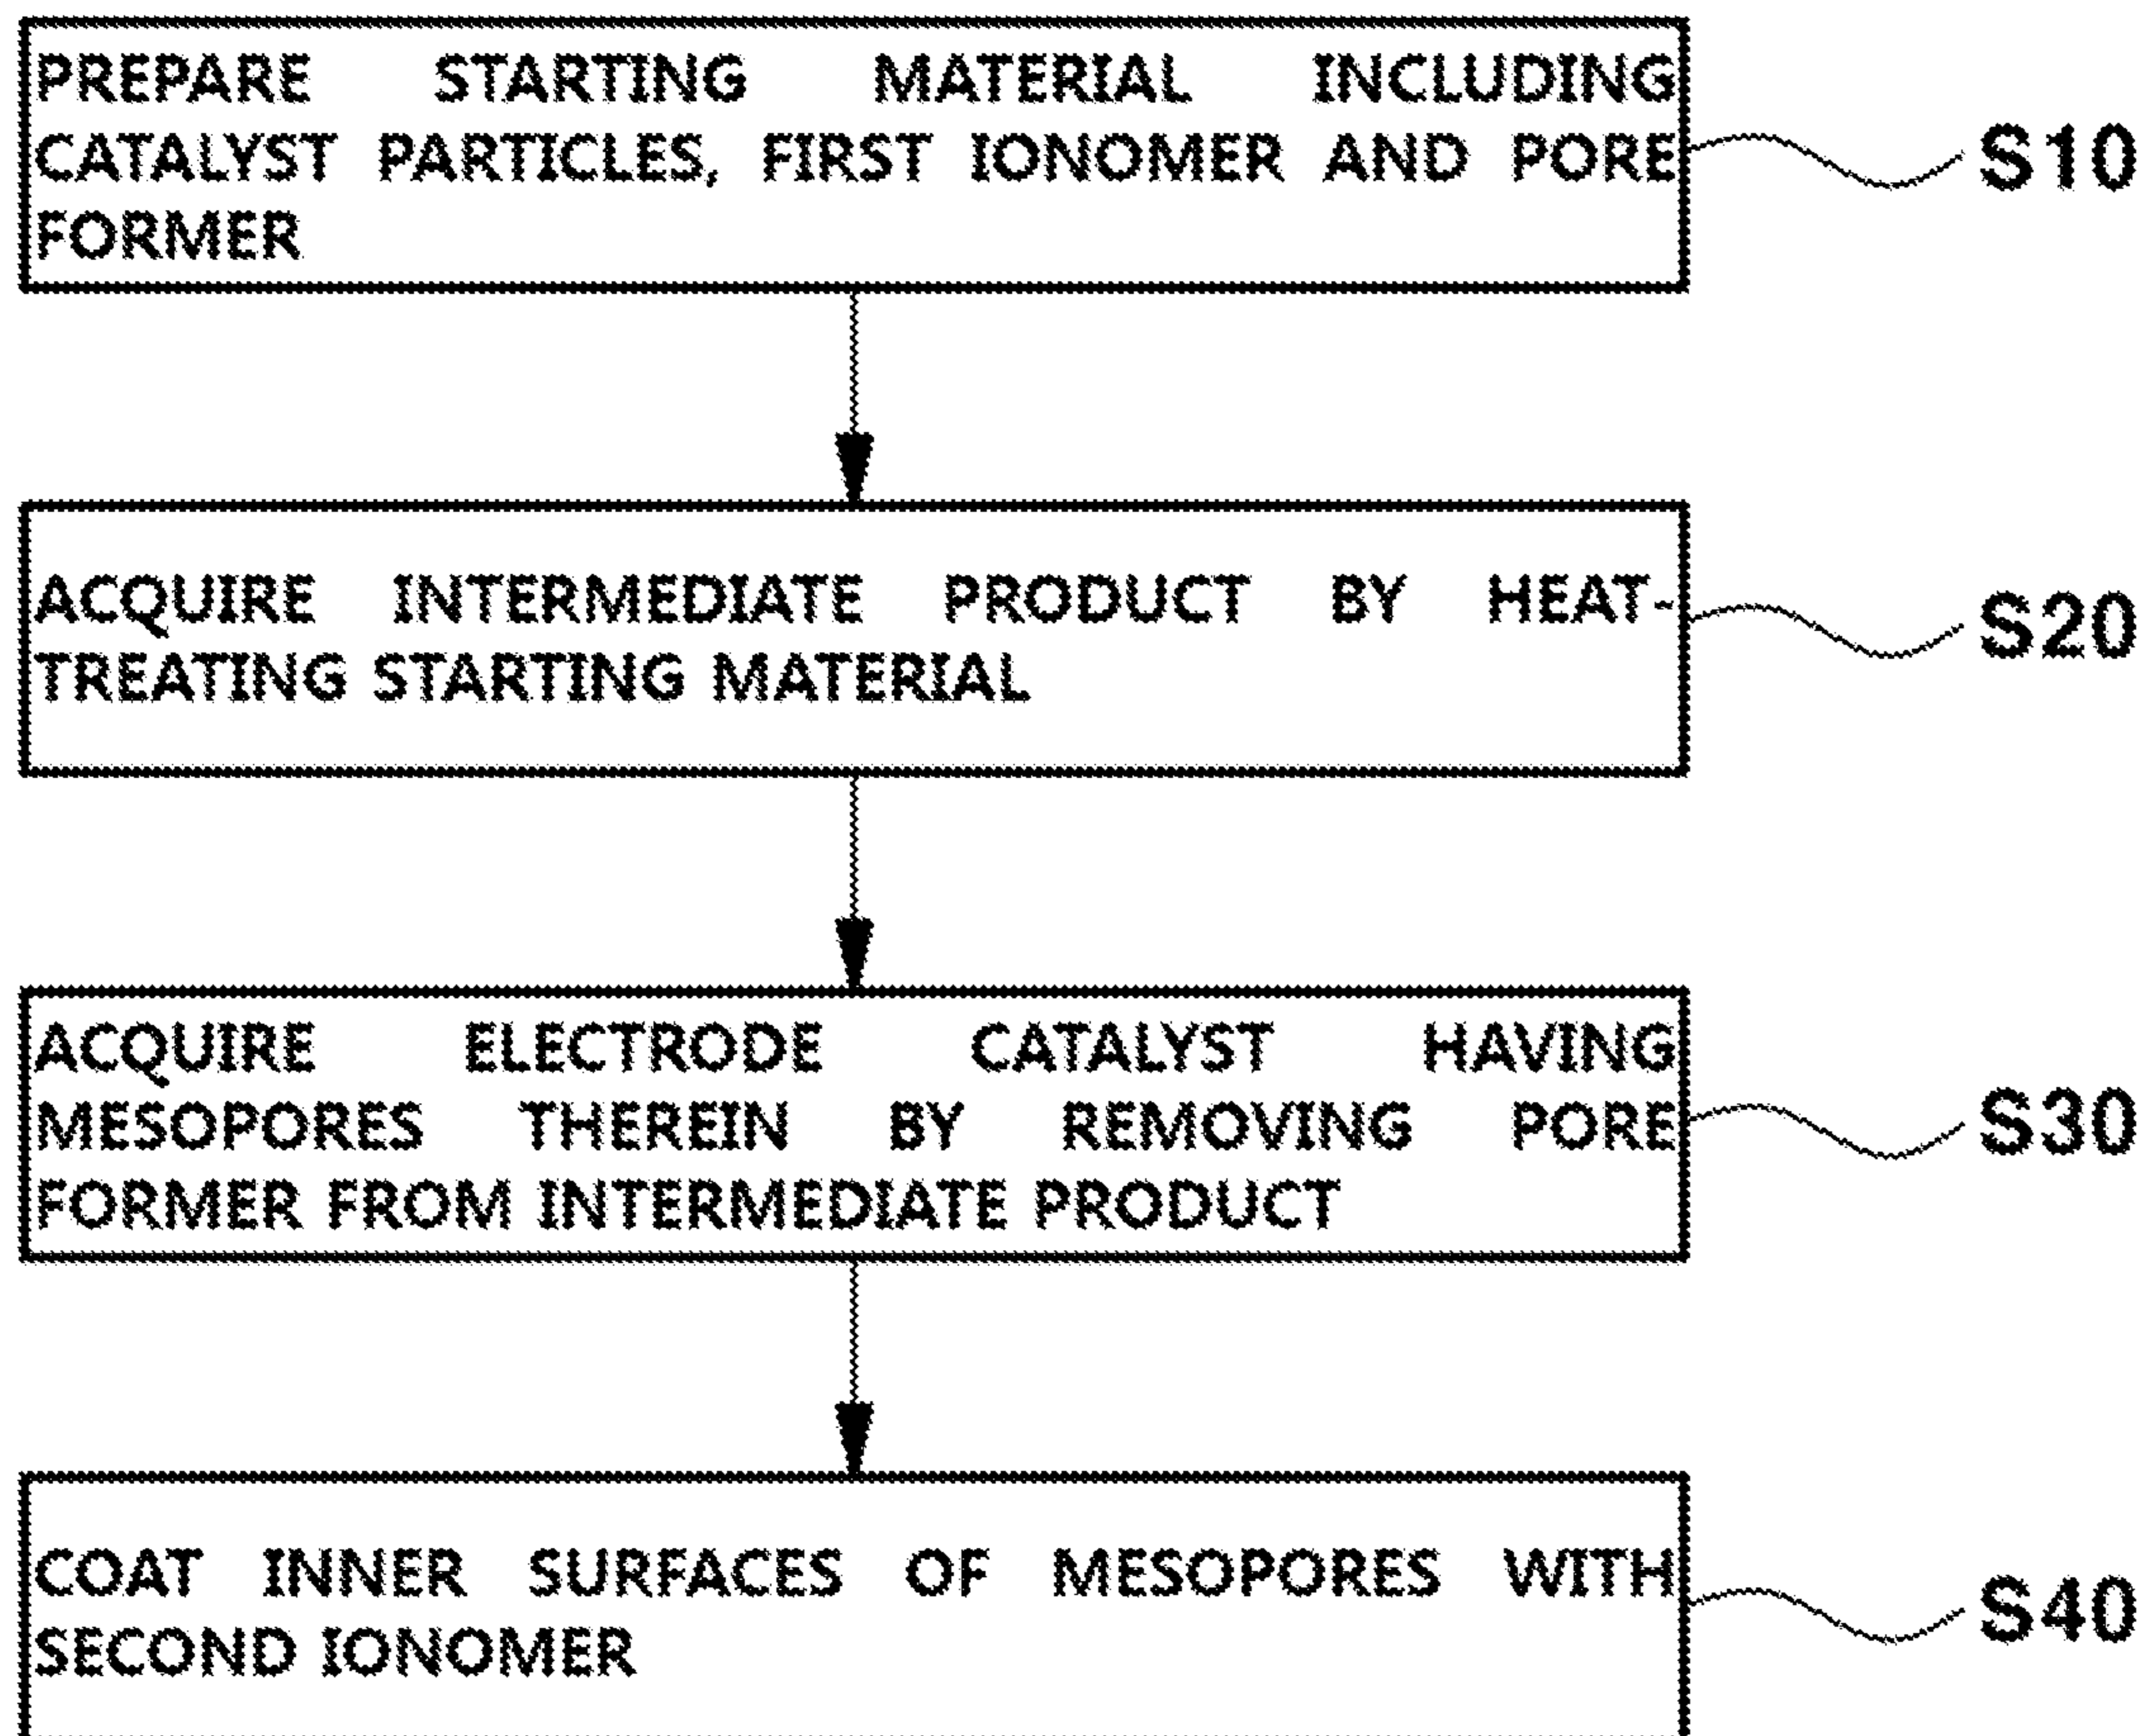 PREPARE STARTING MATERIAL INCLUDING
CATALYST PARTICLES, FIRST IONOMER AND PORE
FORMER
S10
ACQUIRE INTERMEDIATE PRODUCT BY HEAT-
TREATING STARTING MATERIAL
S20
ACQUIRE ELECTRODE CATALYST HAVING
MESOPORES THEREIN BY REMOVING PORE
FORMER FROM INTERMEDIATE PRODUCT
S30
COAT INNER SURFACES OF MESOPORES WITH
SECOND IONOMER
S40